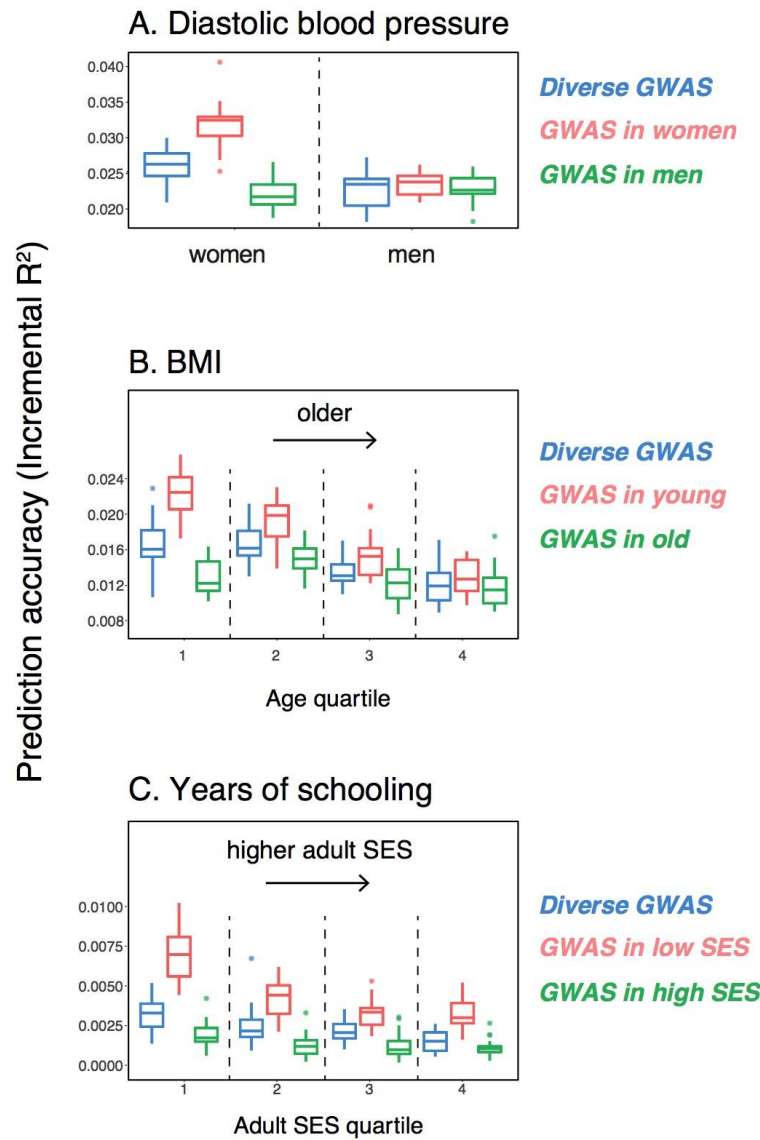 A. Diastolic blood pressure
0.040
0.035
0.030
0.025
0.020
women
men
Diverse GWAS
GWAS in women
GWAS in men
Prediction accuracy (Incremental R²)
B. BMI
older
0.024
0.020
0.016
0.012
0.008
1 2 3 4
Age quartile
Diverse GWAS
GWAS in young
GWAS in old
C. Years of schooling
higher adult SES
0.0100
0.0075
0.0050
0.0025
0.0000
1 2 3 4
Adult SES quartile
Diverse GWAS
GWAS in low SES
GWAS in high SES